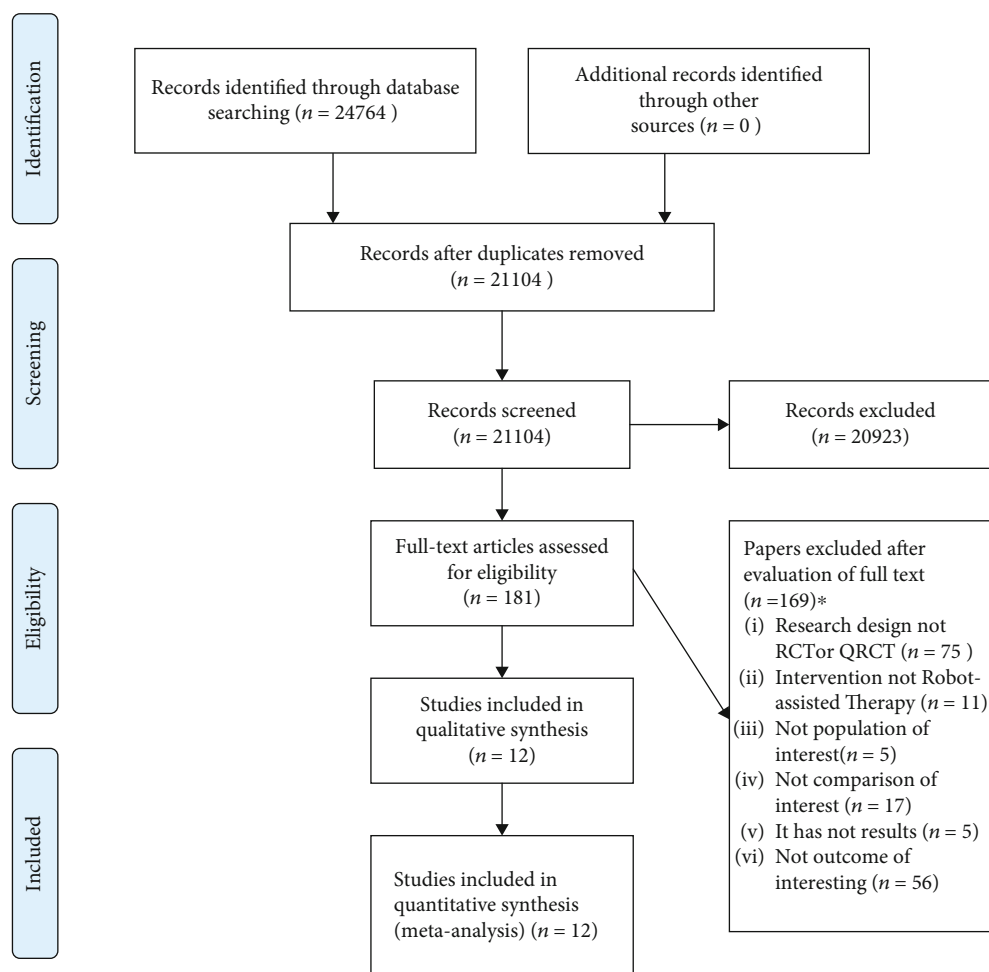 Identification
Records identified through database
searching (n = 24764 )
Additional records identified
through other
sources (n = 0 )
Records after duplicates removed
(n = 21104 )
Screening
Records screened
(n = 21104)
Records excluded
(n = 20923)
Eligibility
Full-text articles assessed
for eligibility
(n = 181)
Papers excluded after
evaluation of full text
(n =169)*
(i) Research design not
RCTor QRCT (n = 75 )
(ii) Intervention not Robot-
assisted Therapy (n = 11)
(iii) Not population of
interest(n = 5)
(iv) Not comparison of
interest (n = 17)
(v) It has not results (n = 5)
(vi) Not outcome of
interesting (n = 56)
Studies included in
qualitative synthesis
(n = 12)
Included
Studies included in
quantitative synthesis
(meta-analysis) (n = 12)